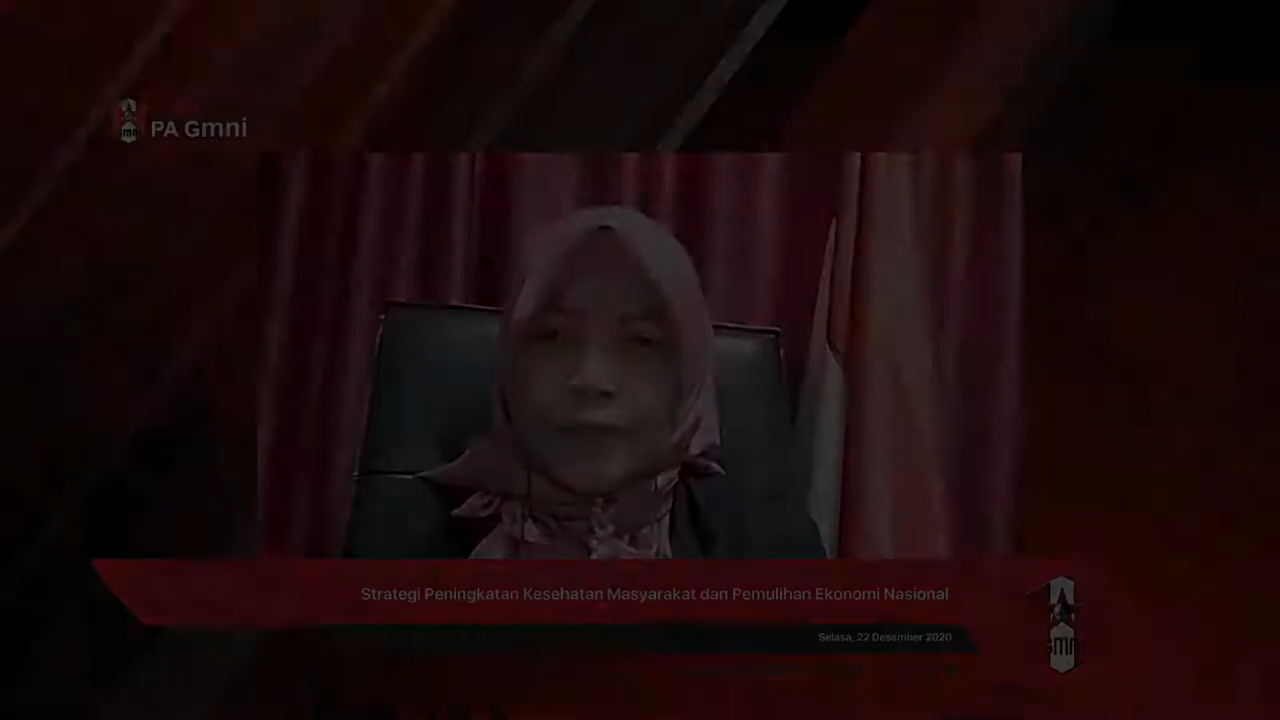 PA Gmni
Strategi Peningkatan Kesehatan Masyarakat dan Pemulihan Ekonomi Nasional
Selasa, 22 Desember 2020